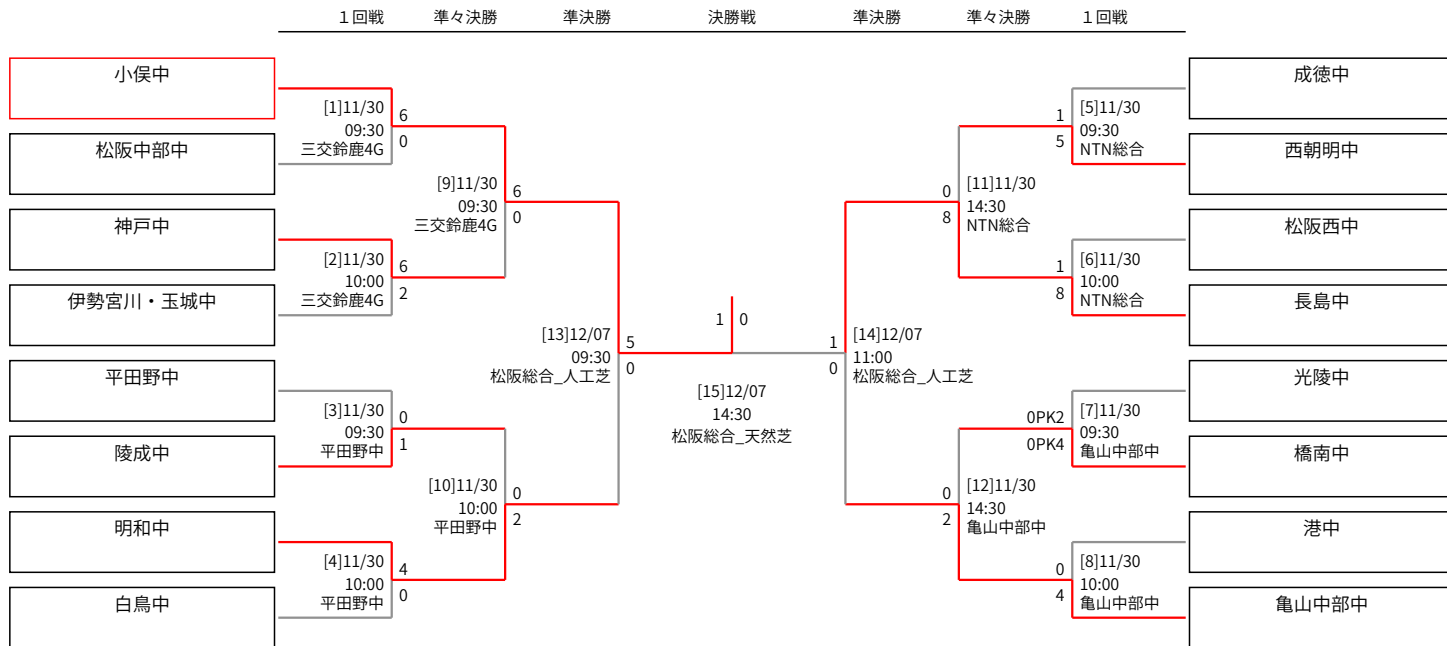 １回戦 準々決勝 準決勝 決勝戦 準決勝 準々決勝 １回戦
小俣中
松阪中部中
神戸中
伊勢宮川・玉城中
平田野中
陵成中
明和中
白鳥中
[1]11/30
09:30
三交鈴鹿4G
6
0
[2]11/30
10:00
三交鈴鹿4G
6
2
[3]11/30
09:30
平田野中
0
1
[4]11/30
10:00
平田野中
4
0
[9]11/30
09:30
三交鈴鹿4G
6
0
[10]11/30
10:00
平田野中
0
2
[13]12/07
09:30
松阪総合_人工芝
5
0
1 0
[15]12/07
14:30
松阪総合_天然芝
1
0
[14]12/07
11:00
松阪総合_人工芝
0
8
[11]11/30
14:30
NTN総合
0
2
[12]11/30
14:30
亀山中部中
1
5
[5]11/30
09:30
NTN総合
1
8
[6]11/30
10:00
NTN総合
0PK2
0PK4
[7]11/30
09:30
亀山中部中
0
4
[8]11/30
10:00
亀山中部中
成徳中
西朝明中
松阪西中
長島中
光陵中
橋南中
港中
亀山中部中